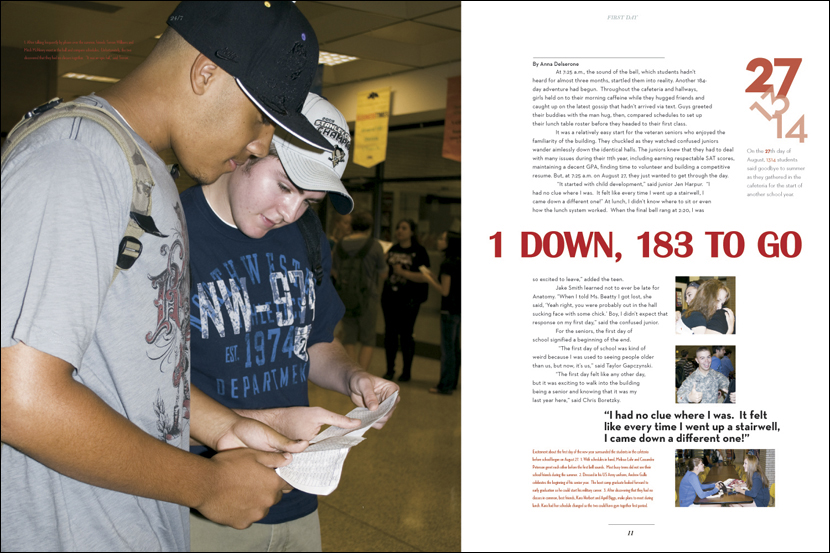 24/7
FIRST DAY
By Anna Delserone
At 7:25 a.m., the sound of the bell, which students hadn't
heard for almost three months, startled them into reality. Another 184-
day adventure had begun. Throughout the cafeteria and hallways,
girls held on to their morning caffeine while they hugged friends and
caught up on the latest gossip that hadn't arrived via text. Guys greeted
their buddies with the man hug, then, compared schedules to set up
their lunch table roster before they needed to their first class.
It was a relatively easy start for the veteran seniors who enjoyed the
familiarity of the building. They chuckled as they watched confused juniors
wander aimlessly down the identical halls. The juniors knew that they had to deal
with many issues during their 11th year, including earning respectable SAT scores,
maintaining a decent GPA, finding time to volunteer and building a competitive
resume. But, at 7:25 a.m. on August 27, they just wanted to get through the day.
"It started with child development," said junior Jen Harpur. "I
had no clue where I was. It felt like every time I went up a stairwell, I
came down a different one!" At lunch, I didn't know where to sit or even
how the lunch system worked. When the final bell rang at 2:20, I was
27
1214
On the 27th day of
August, 1214 students
said goodbye to summer
as they gathered in the
cafeteria for the start of
another school year.
1 DOWN, 183 TO GO
so excited to leave," added the teen.
Jake Smith learned not to ever be late for
Anatomy. "When I told Ms. Beatty I got lost, she
said, 'Yeah right, you were probably out in the hall
sucking face with some chick.' Boy, I didn't expect that
response on my first day," said the confused junior.
For the seniors, the first day of
school signified a beginning of the end.
"The first day of school was kind of
weird because I was used to seeing people older
than us, but now, it's us," said Taylor Gapczynski.
"The first day felt like any other day,
but it was exciting to walk into the building
being a senior and knowing that it was my
last year here," said Chris Boretzky.
"I had no clue where I was. It felt
like every time I went up a stairwell,
I came down a different one!"
11
NW-97
EST. 1974
DEPARTMEN